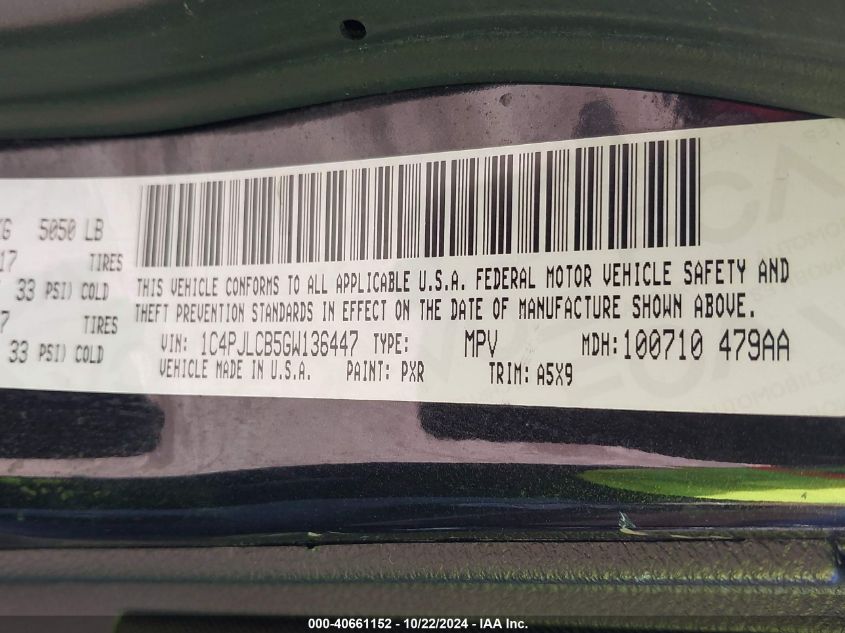 KG 5050 LB
17 TIRES
33 PSI) COLD
7 TIRES
33 PSI) COLD
THIS VEHICLE CONFORMS TO ALL APPLICABLE U.S.A. FEDERAL MOTOR VEHICLE SAFETY AND
THEFT PREVENTION STANDARDS IN EFFECT ON THE DATE OF MANUFACTURE SHOWN ABOVE.
VIN: 1C4PJLCB5GW136447 TYPE: MPV MDH: 100710 479AA
VEHICLE MADE IN U.S.A. PAINT: PXR TRIM: A5X9
000-40661152 - 10/22/2024 - IAA Inc.